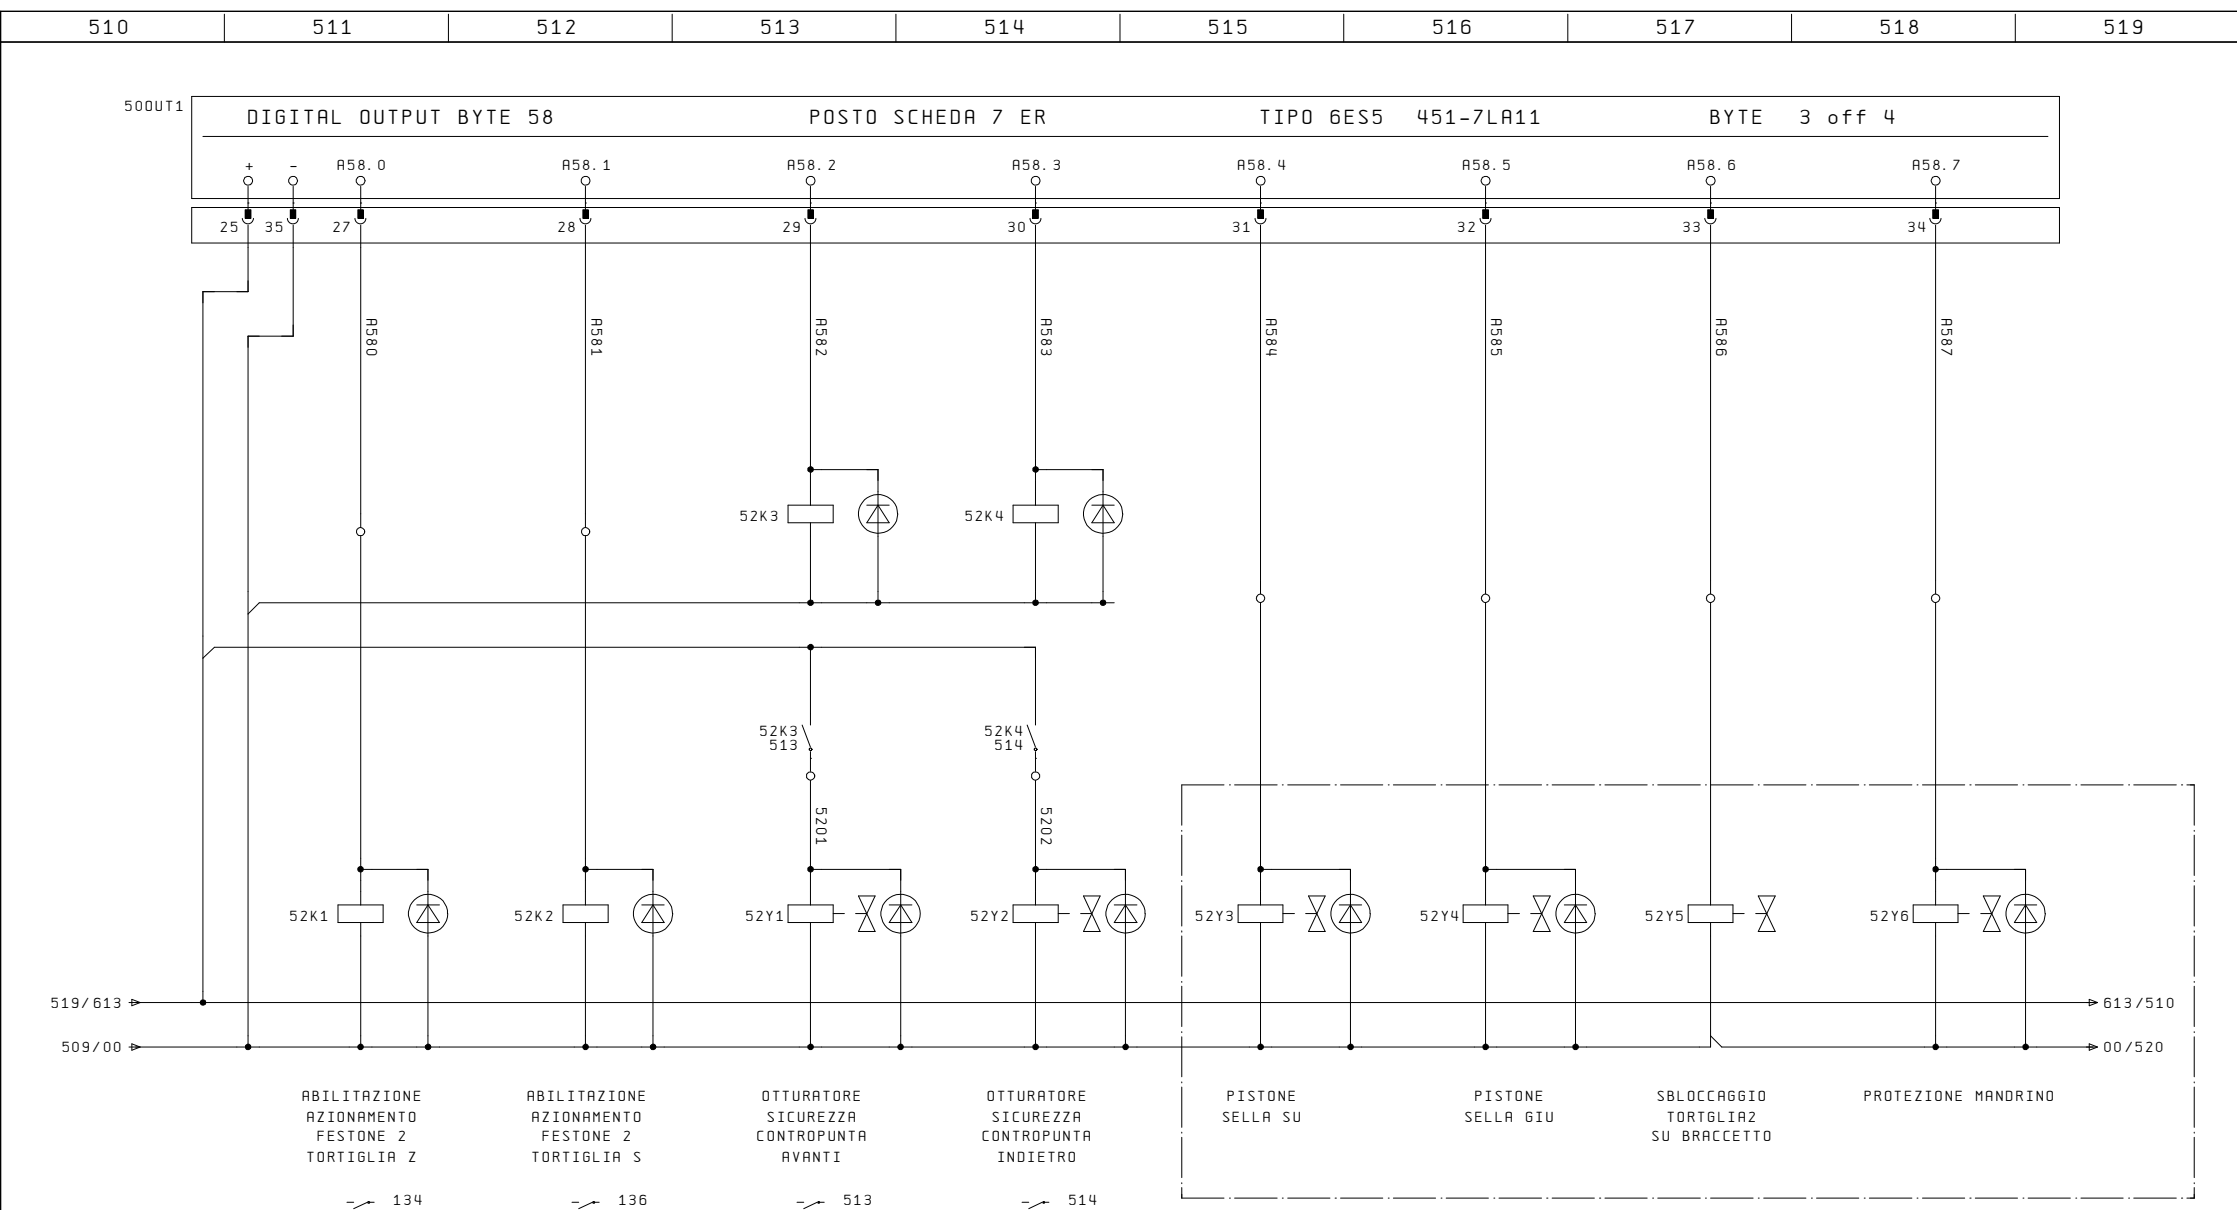 510 511 512 513 514 515 516 517 518 519
500UT1
DIGITAL OUTPUT BYTE 58 POSTO SCHEDA 7 ER TIPO 6ES5 451-7LA11 BYTE 3 off 4
+ - A58.0 A58.1 A58.2 A58.3 A58.4 A58.5 A58.6 A58.7
25 35 27 28 29 30 31 32 33 34
A580 A581 A582 A583 A584 A585 A586 A587
52K3 52K4
52K3 52K4
513 514
5201 5202
52K1 52K2 52Y1 52Y2 52Y3 52Y4 52Y5 52Y6
519/613 613/510
509/00 00/520
ABILITAZIONE
AZIONAMENTO
FESTONE 2
TORTIGLIA Z
ABILITAZIONE
AZIONAMENTO
FESTONE 2
TORTIGLIA S
OTTURATORE
SICUREZZA
CONTROPUNTA
AVANTI
OTTURATORE
SICUREZZA
CONTROPUNTA
INDIETRO
PISTONE
SELLA SU
PISTONE
SELLA GIU
SBLOCCAGGIO
TORTGLIA2
SU BRACCETTO
PROTEZIONE MANDRINO
134 136 513 514